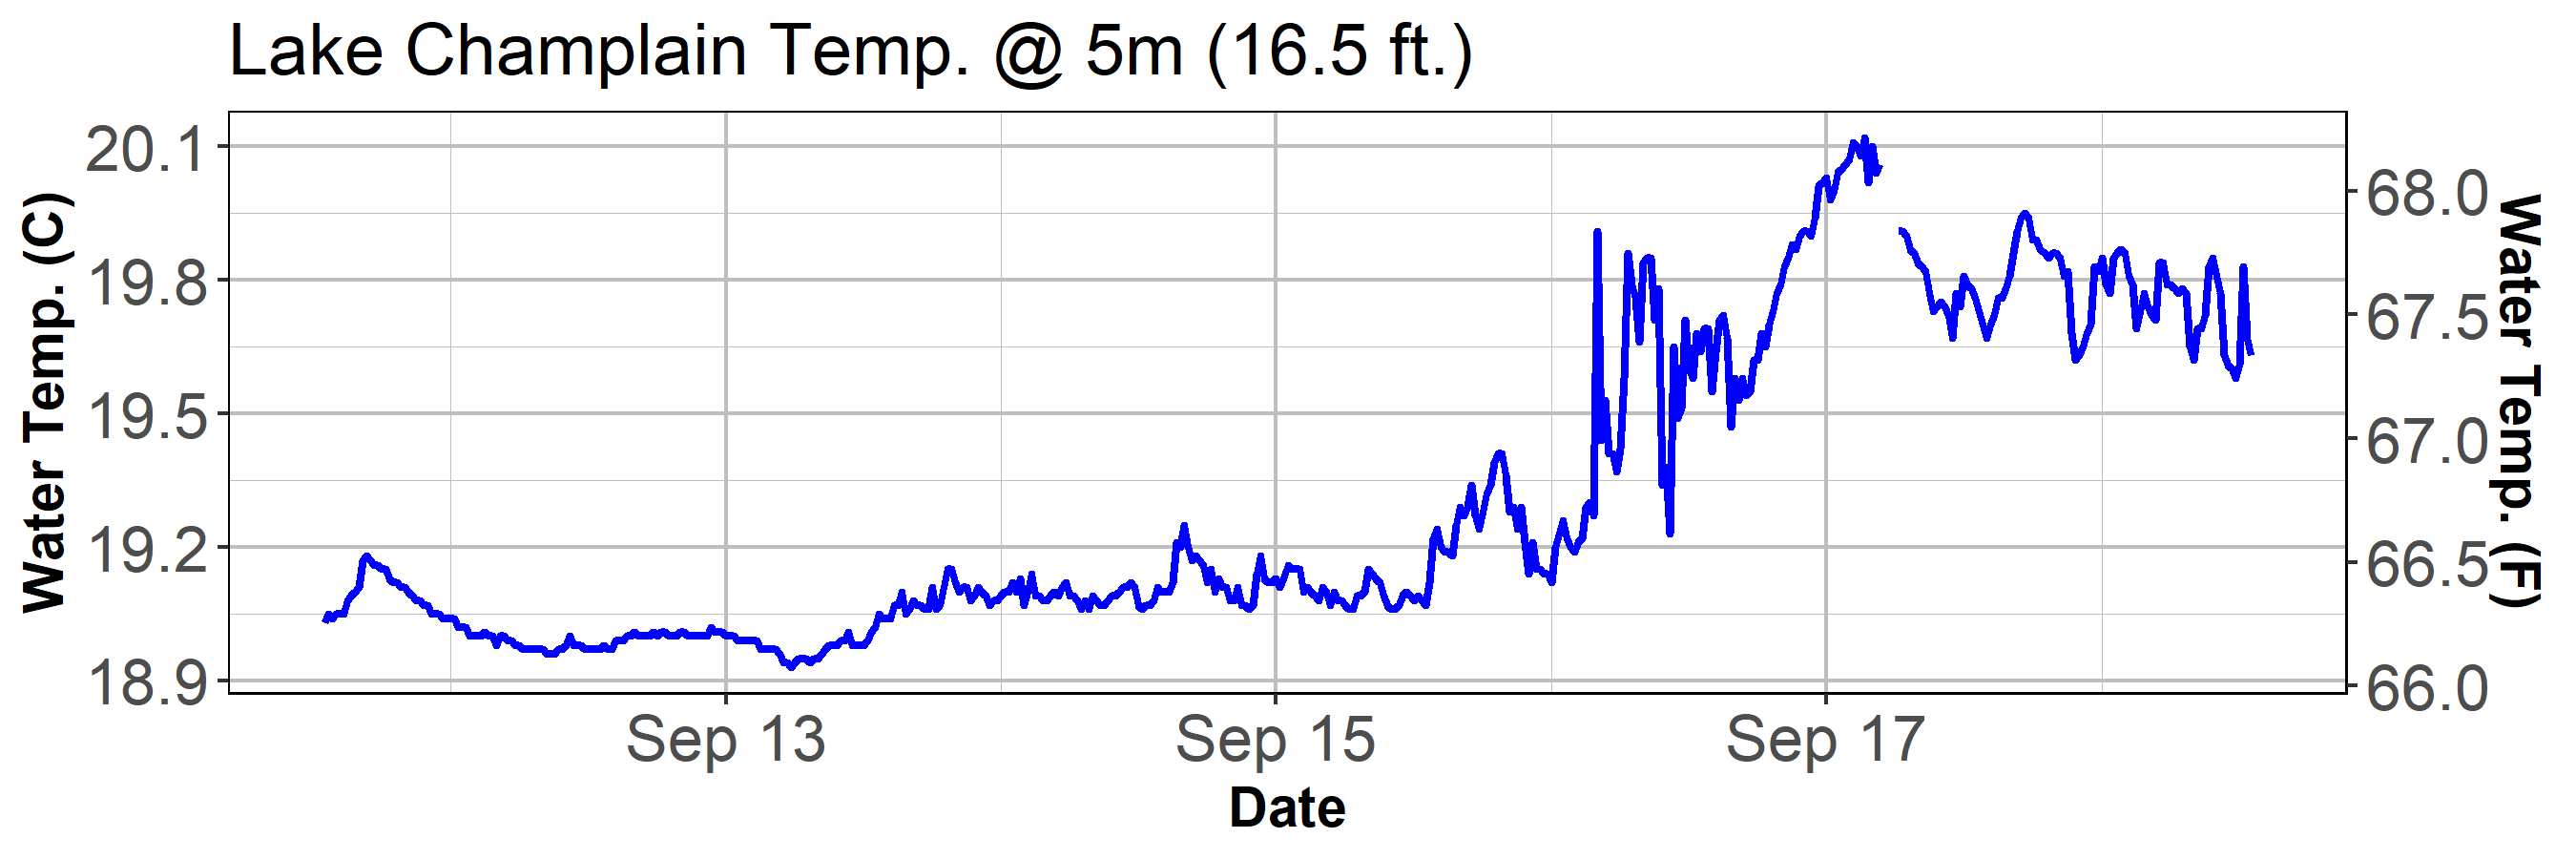 Lake Champlain Temp. @ 5m (16.5 ft.)
Water Temp. (C)
20.1
19.8
19.5
19.2
18.9
68.0
67.5
67.0
66.5
66.0
Water Temp. (F)
Sep 13
Sep 15
Sep 17
Date